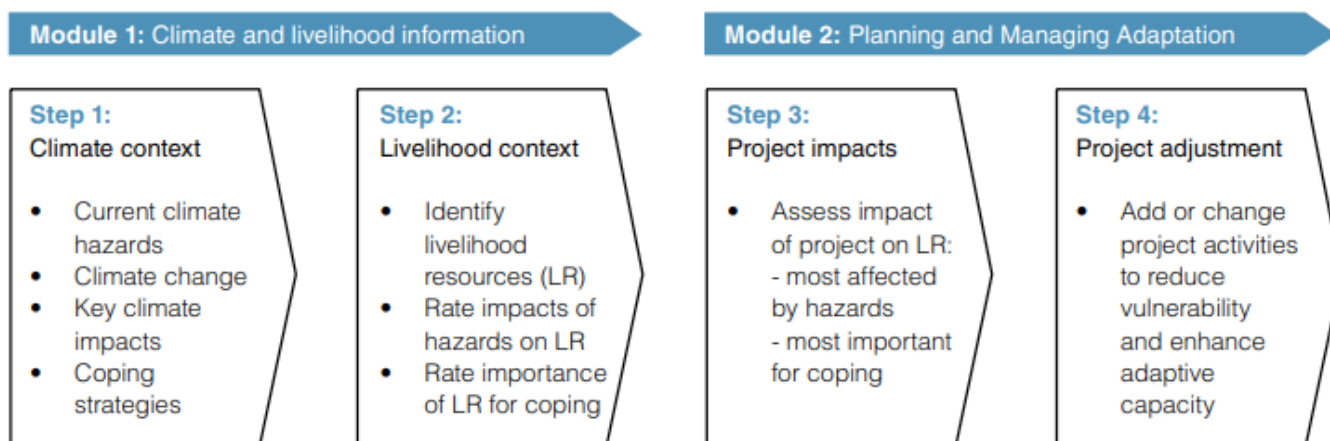 Module 1: Climate and livelihood information
Module 2: Planning and Managing Adaptation
Step 1:
Climate context
• Current climate
hazards
• Climate change
• Key climate
impacts
• Coping
strategies
Step 2:
Livelihood context
• Identify
livelihood
resources (LR)
• Rate impacts of
hazards on LR
• Rate importance
of LR for coping
Step 3:
Project impacts
• Assess impact
of project on LR:
- most affected
by hazards
- most important
for coping
Step 4:
Project adjustment
• Add or change
project activities
to reduce
vulnerability
and enhance
adaptive
capacity